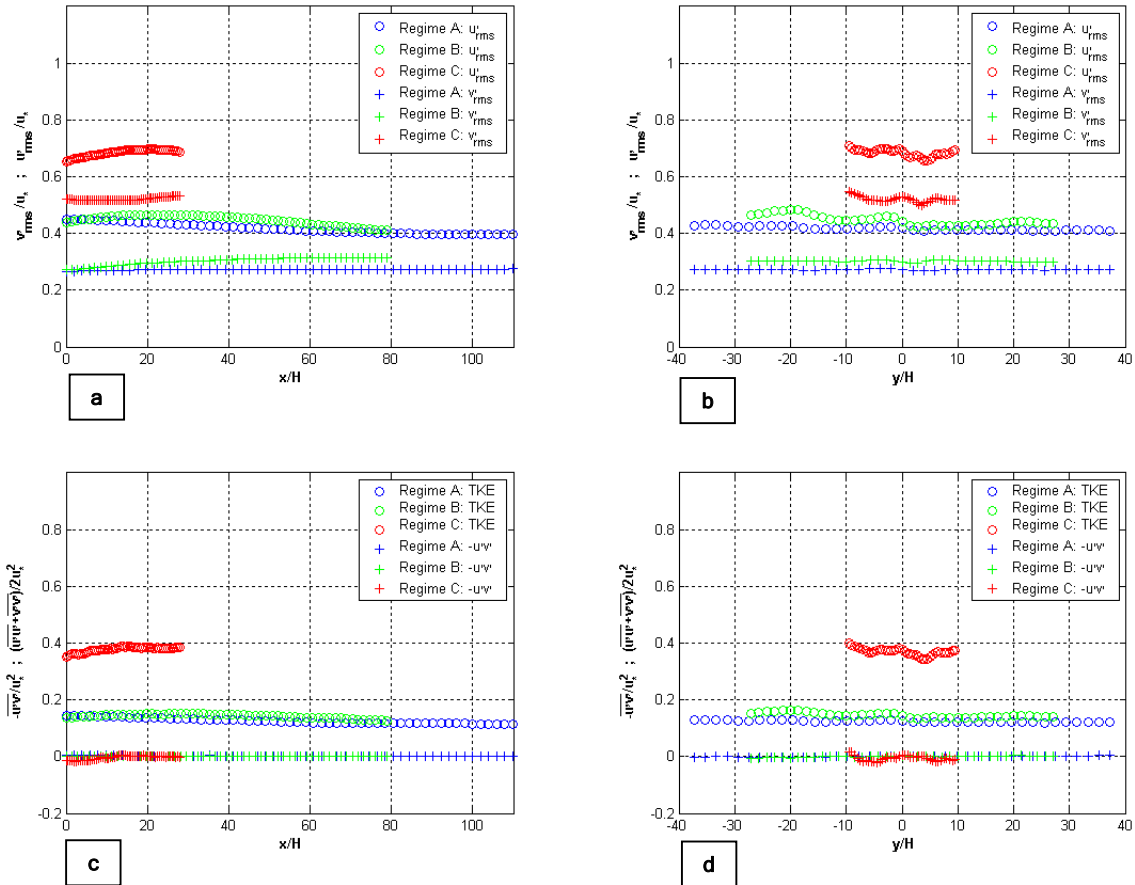 Regime A: u'rms
Regime B: u'rms
Regime C: u'rms
Regime A: v'rms
Regime B: v'rms
Regime C: v'rms
v'rms/u* ; u'rms/u*
1
0.8
0.6
0.4
0.2
0
0 20 40 60 80 100
x/H
a
Regime A: u'rms
Regime B: u'rms
Regime C: u'rms
Regime A: v'rms
Regime B: v'rms
Regime C: v'rms
v'rms/u* ; u'rms/u*
1
0.8
0.6
0.4
0.2
0
-40 -30 -20 -10 0 10 20 30 40
y/H
b
Regime A: TKE
Regime B: TKE
Regime C: TKE
Regime A: -u'v'
Regime B: -u'v'
Regime C: -u'v'
-u'v'/u*2 ; (u'u'+v'v')/2u*2
0.8
0.6
0.4
0.2
0
-0.2
0 20 40 60 80 100
x/H
c
Regime A: TKE
Regime B: TKE
Regime C: TKE
Regime A: -u'v'
Regime B: -u'v'
Regime C: -u'v'
-u'v'/u*2 ; (u'u'+v'v')/2u*2
0.8
0.6
0.4
0.2
0
-0.2
-40 -30 -20 -10 0 10 20 30 40
y/H
d